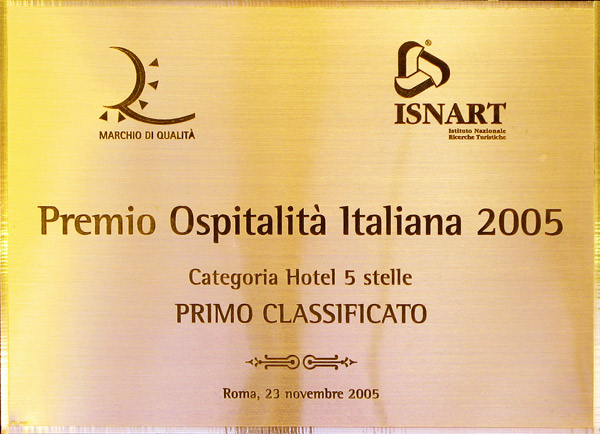 MARCHIO DI QUALITÀ
ISNART
Istituto Nazionale
Ricerche Turistiche
Premio Ospitalità Italiana 2005
Categoria Hotel 5 stelle
PRIMO CLASSIFICATO
Roma, 23 novembre 2005